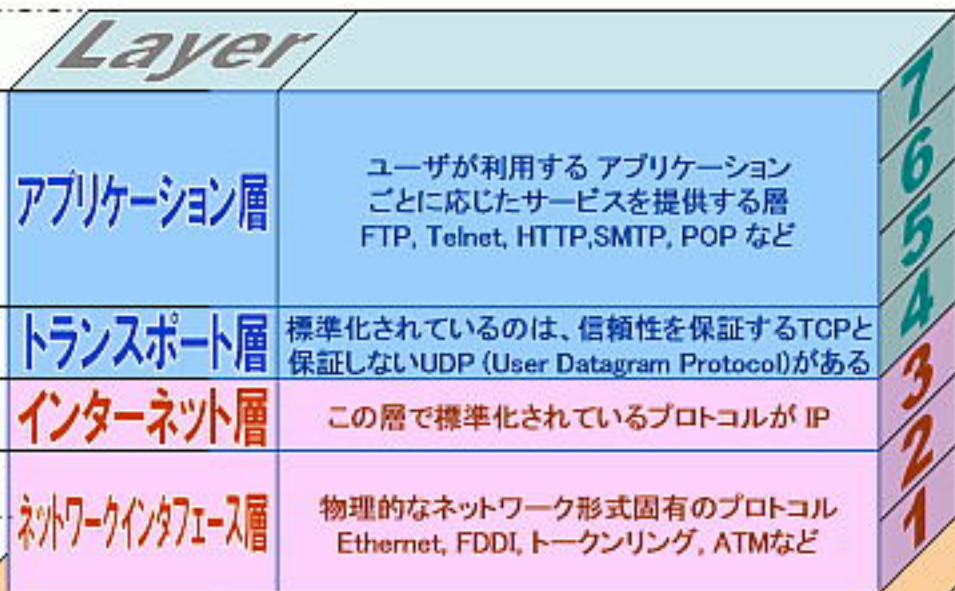 Layer
アプリケーション層
ユーザが利用する アプリケーション
ごとに応じたサービスを提供する層
FTP, Telnet, HTTP,SMTP, POP など
トランスポート層
標準化されているのは、信頼性を保証するTCPと
保証しないUDP (User Datagram Protocol)がある
インターネット層
この層で標準化されているプロトコルが IP
ネットワークインタフェース層
物理的なネットワーク形式固有のプロトコル
Ethernet, FDDI, トークンリング, ATMなど
7
6
5
4
3
2
1